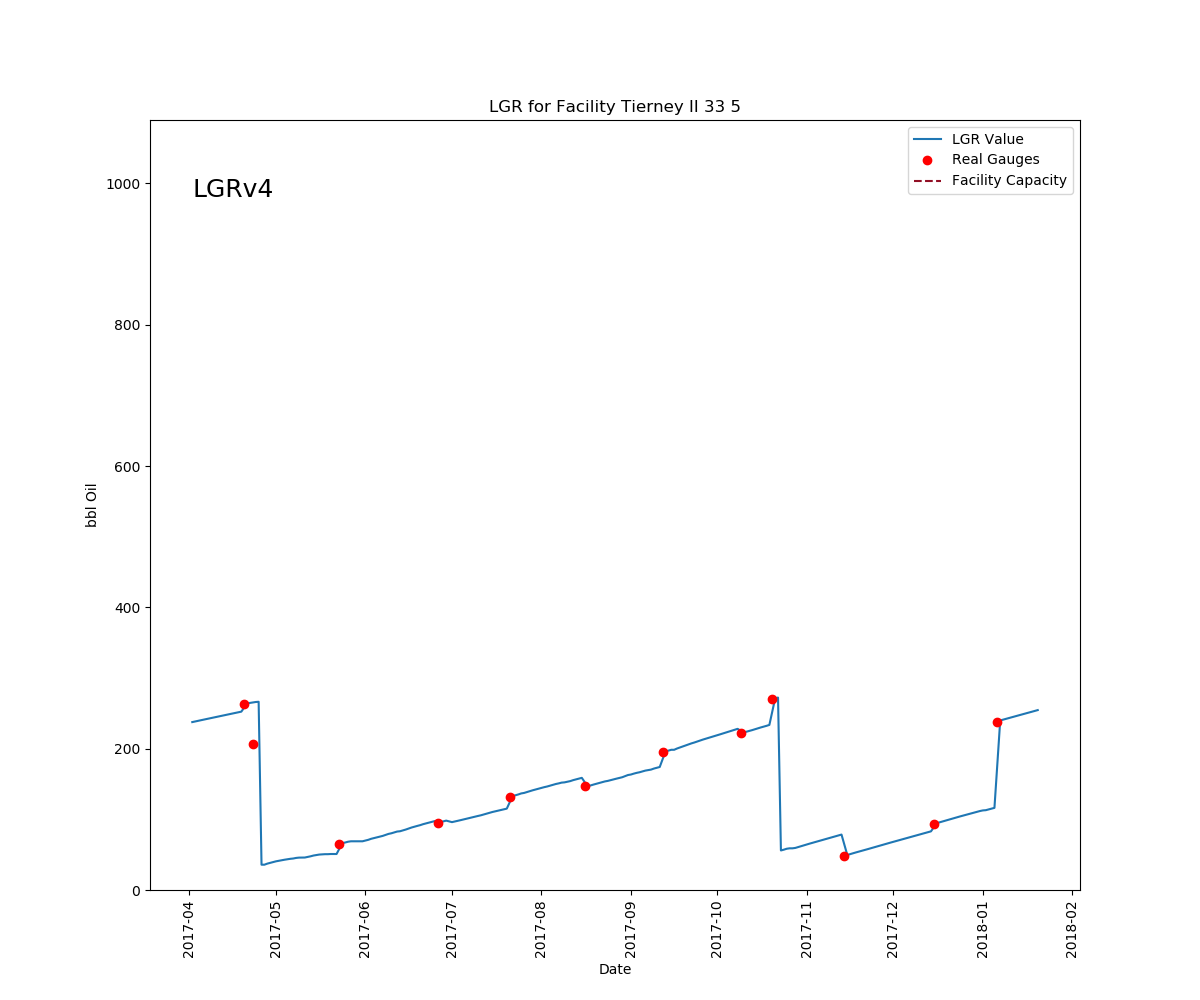 LGR for Facility Tierney II 33 5
LGRv4
LGR Value
Real Gauges
Facility Capacity
1000
800
600
400
200
0
bbl Oil
2017-04
2017-05
2017-06
2017-07
2017-08
2017-09
2017-10
2017-11
2017-12
2018-01
2018-02
Date